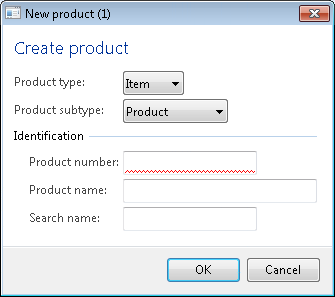 New product (1)
Create product
Product type: Item
Product subtype: Product
Identification
Product number:
Product name:
Search name:
OK Cancel